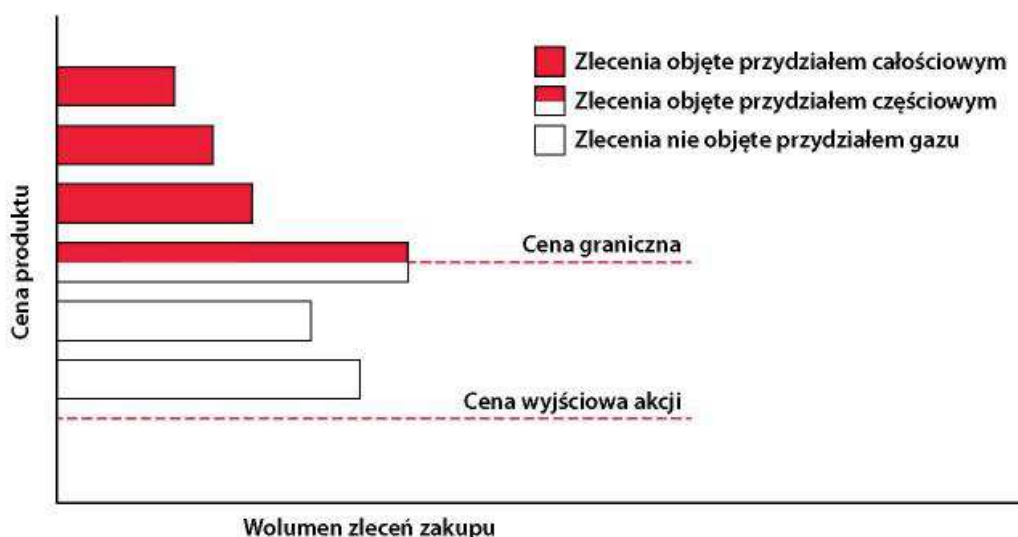 Zlecenia objęte przydziałem całościowym
Zlecenia objęte przydziałem częściowym
Zlecenia nie objęte przydziałem gazu
Cena produktu
Cena graniczna
Cena wyjściowa akcji
Wolumen zleceń zakupu